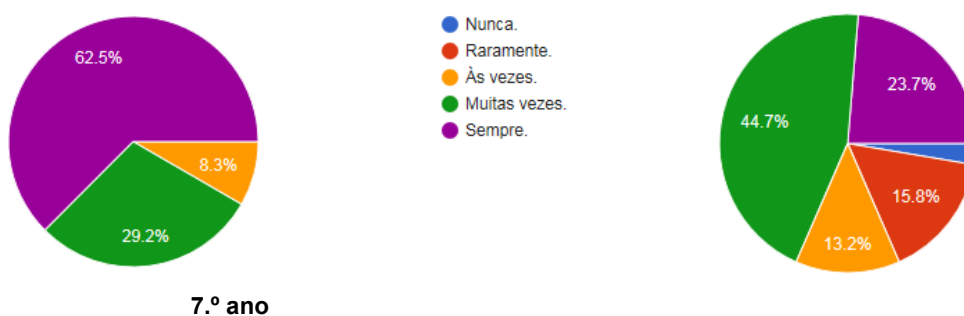 62.5%
8.3%
29.2%
Nunca.
Raramente.
Às vezes.
Muitas vezes.
Sempre.
23.7%
44.7%
15.8%
13.2%
7.º ano